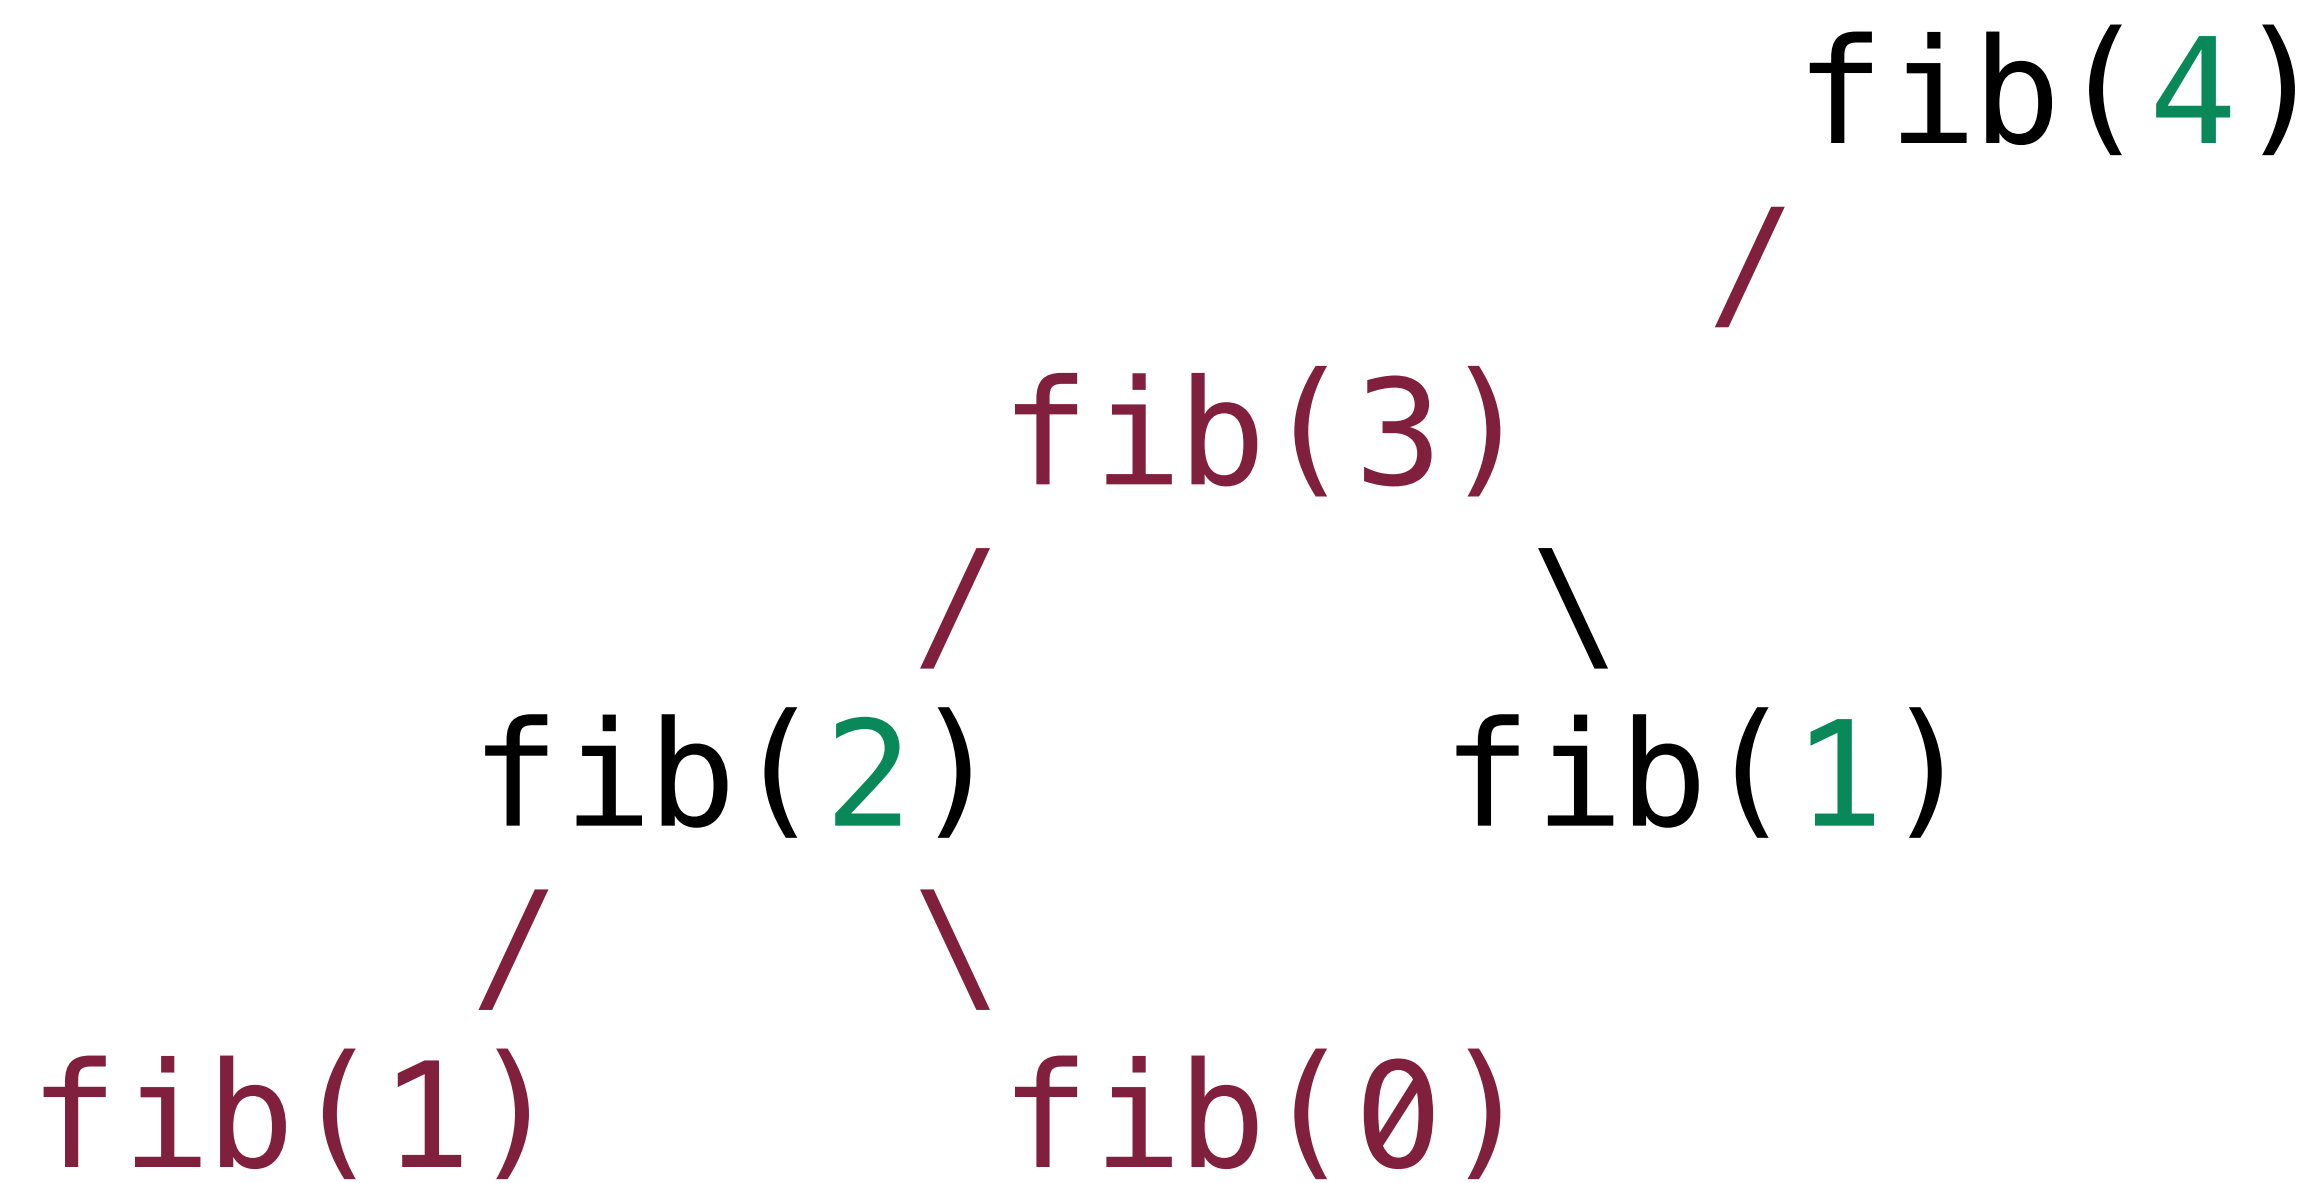 fib(4)
/
fib(3)
/ \
fib(2) fib(1)
/ \
fib(1) fib(0)